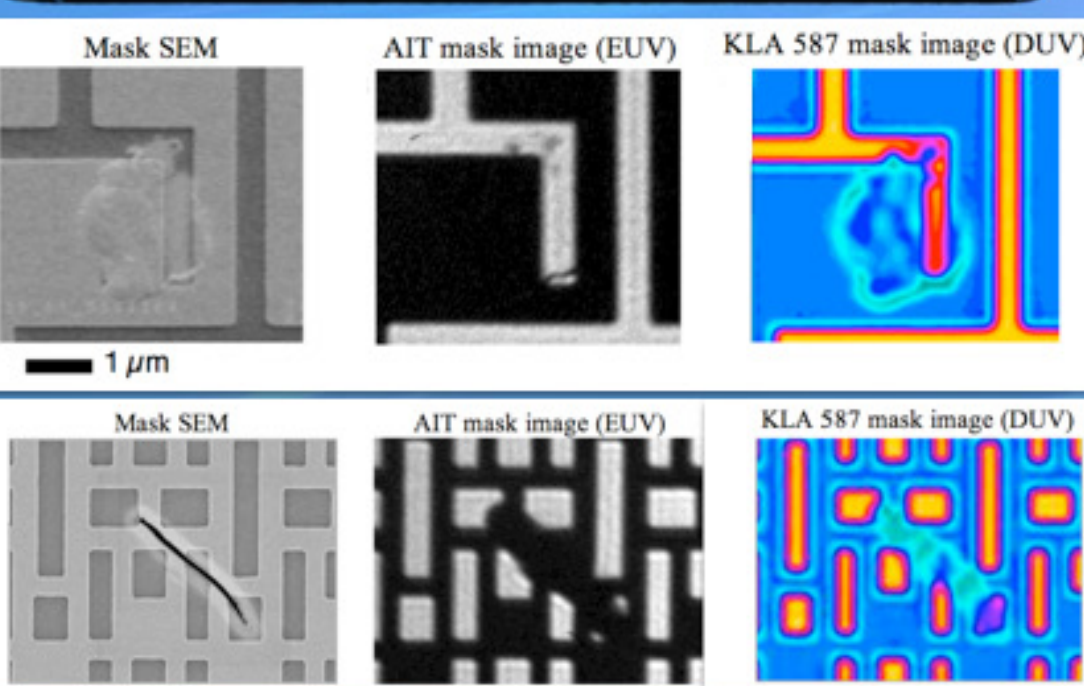 Mask SEM
AIT mask image (EUV)
KLA 587 mask image (DUV)
1 μm
Mask SEM
AIT mask image (EUV)
KLA 587 mask image (DUV)